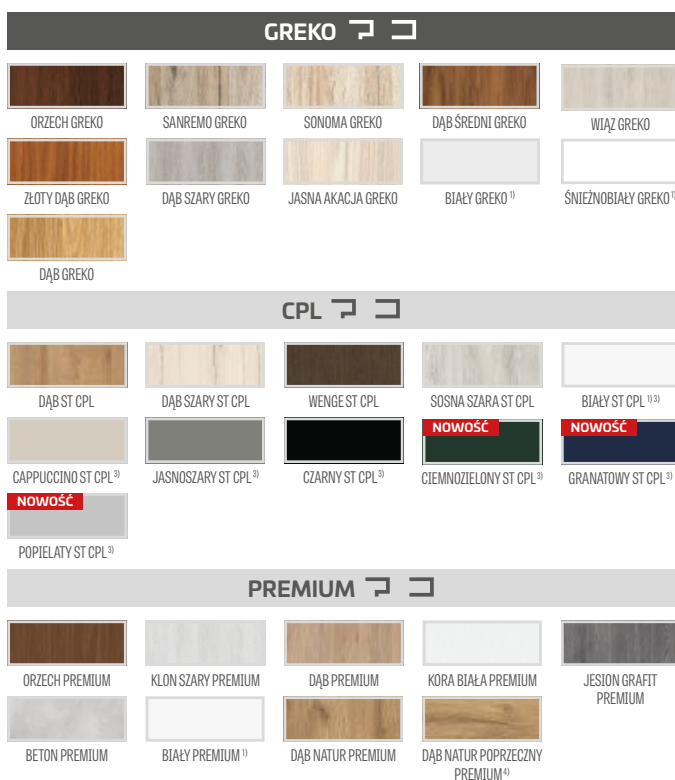 GREKO
ORZECH GREKO
SANREMO GREKO
SONOMA GREKO
DĄB ŚREDNI GREKO
WIĄZ GREKO
ZŁOTY DĄB GREKO
DĄB SZARY GREKO
JASNA AKACJA GREKO
BIAŁY GREKO 1)
ŚNIEŻNOBIAŁY GREKO 1)
DĄB GREKO
CPL
DĄB ST CPL
DĄB SZARY ST CPL
WENGE ST CPL
SOSNA SZARA ST CPL
BIAŁY ST CPL 1) 3)
CAPPUCCINO ST CPL 3)
JASNOSZARY ST CPL 3)
CZARNY ST CPL 3)
NOWOŚĆ
CIEMNOZIELONY ST CPL 3)
NOWOŚĆ
GRANATOWY ST CPL 3)
NOWOŚĆ
POPIELATY ST CPL 3)
PREMIUM
ORZECH PREMIUM
KLON SZARY PREMIUM
DĄB PREMIUM
KORA BIAŁA PREMIUM
JESION GRAFIT
PREMIUM
BETON PREMIUM
BIAŁY PREMIUM 1)
DĄB NATUR PREMIUM
DĄB NATUR POPRZECZNY
PREMIUM 4)